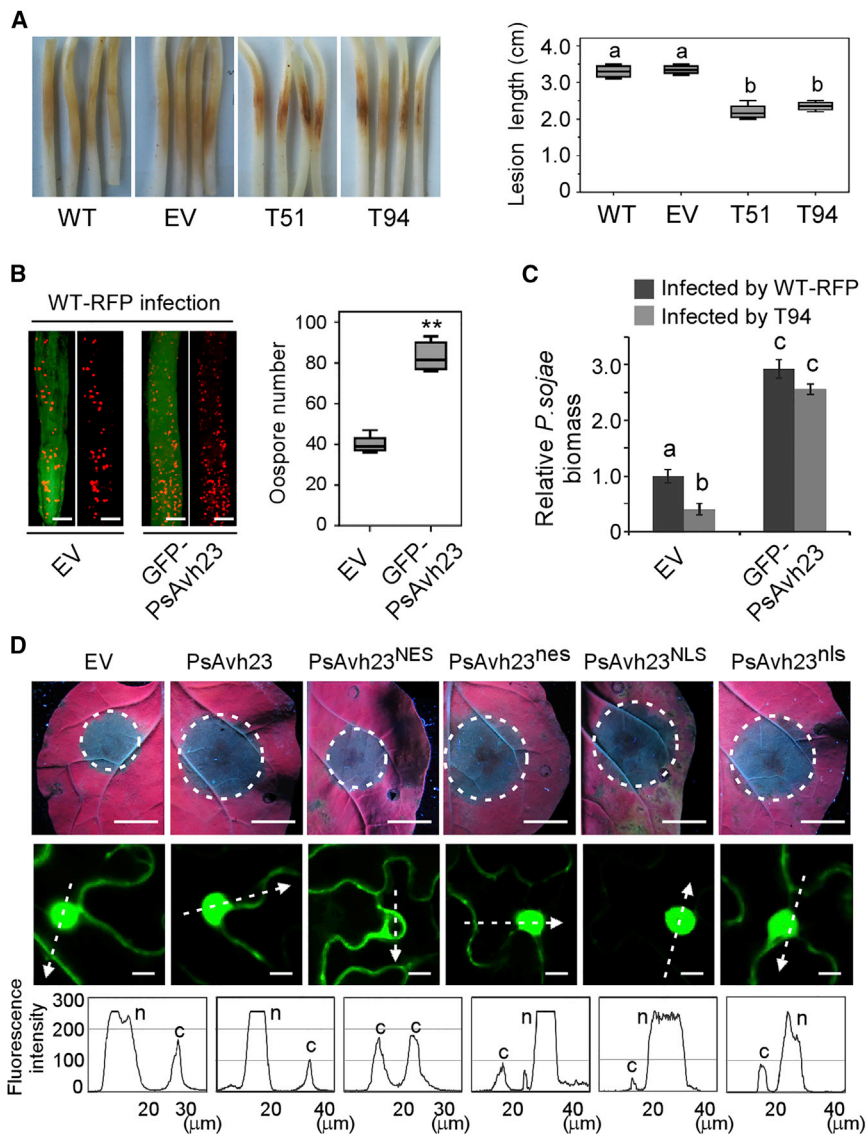 A
WT EV T51 T94
Lesion length (cm)
4.0
3.0
2.0
1.0
0
a a b b
WT EV T51 T94
B
WT-RFP infection
EV
GFP-
PsAvh23
Oospore number
100
80
60
40
20
0
**
EV
GFP-
PsAvh23
C
Infected by WT-RFP
Infected by T94
Relative P.sojae
biomass
3.0
2.0
1.0
0
a b c c
EV
GFP-
PsAvh23
D
EV PsAvh23 PsAvh23NES PsAvh23nes PsAvh23NLS PsAvh23nls
Fluorescence
intensity
300
200
100
0
n c
n c
c c
c n
c n
c n
20 30
(μm)
20 40
(μm)
20 40
(μm)
20 40
(μm)
20 40
(μm)
20 40
(μm)